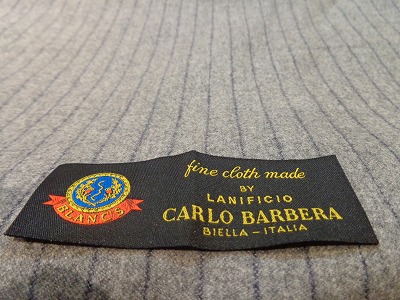 BLANCS
fine cloth made
BY
LANIFICIO
CARLO BARBERA
BIELLA-ITALIA